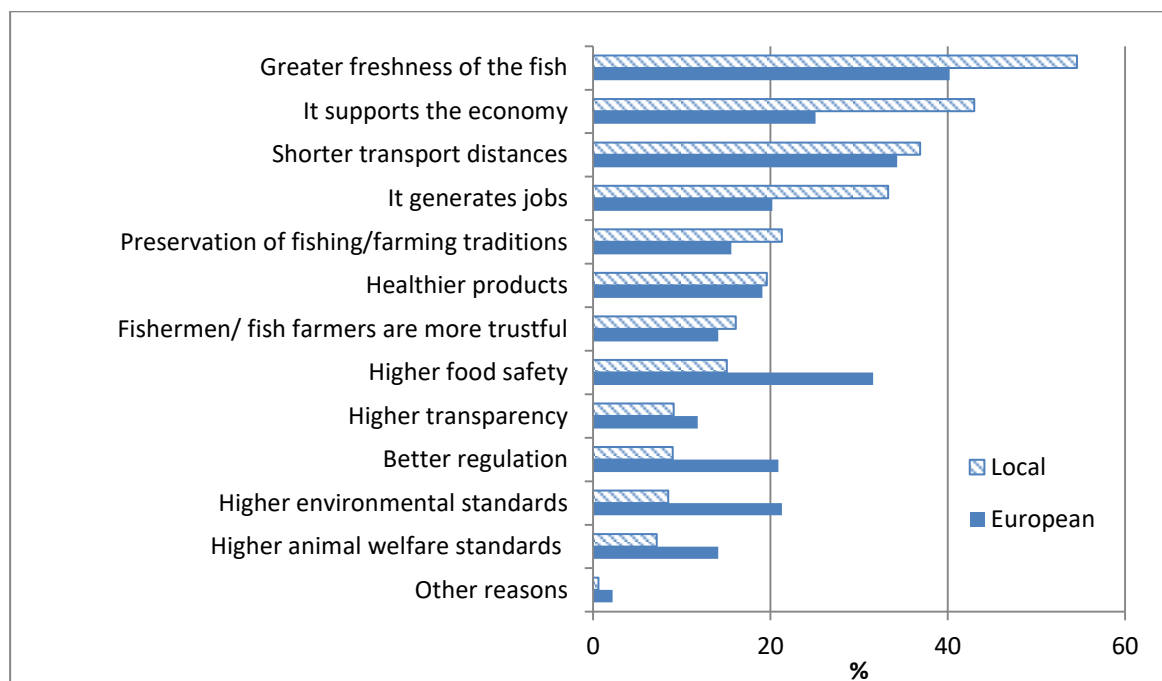 Greater freshness of the fish
It supports the economy
Shorter transport distances
It generates jobs
Preservation of fishing/farming traditions
Healthier products
Fishermen/ fish farmers are more trustful
Higher food safety
Higher transparency
Better regulation
Higher environmental standards
Higher animal welfare standards
Other reasons
Local
European
0 20 40 60
%